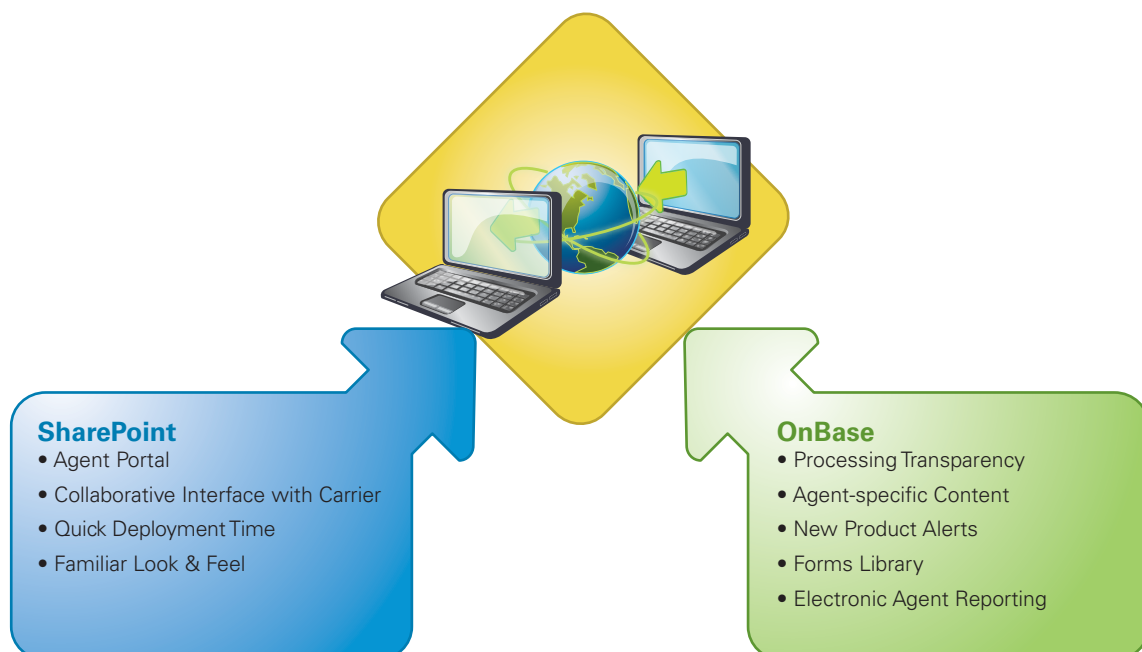 SharePoint
• Agent Portal
• Collaborative Interface with Carrier
• Quick Deployment Time
• Familiar Look & Feel
OnBase
• Processing Transparency
• Agent-specific Content
• New Product Alerts
• Forms Library
• Electronic Agent Reporting